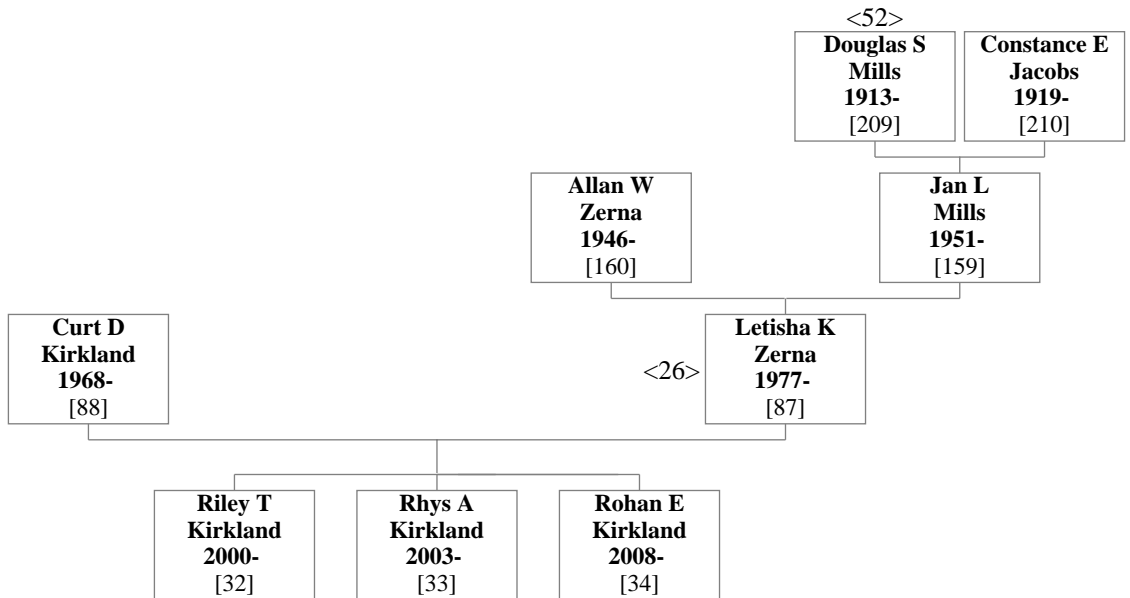 <52>
Douglas S
Mills
1913-
[209]
Constance E
Jacobs
1919-
[210]
Allan W
Zerna
1946-
[160]
Jan L
Mills
1951-
[159]
Curt D
Kirkland
1968-
[88]
<26>
Letisha K
Zerna
1977-
[87]
Riley T
Kirkland
2000-
[32]
Rhys A
Kirkland
2003-
[33]
Rohan E
Kirkland
2008-
[34]